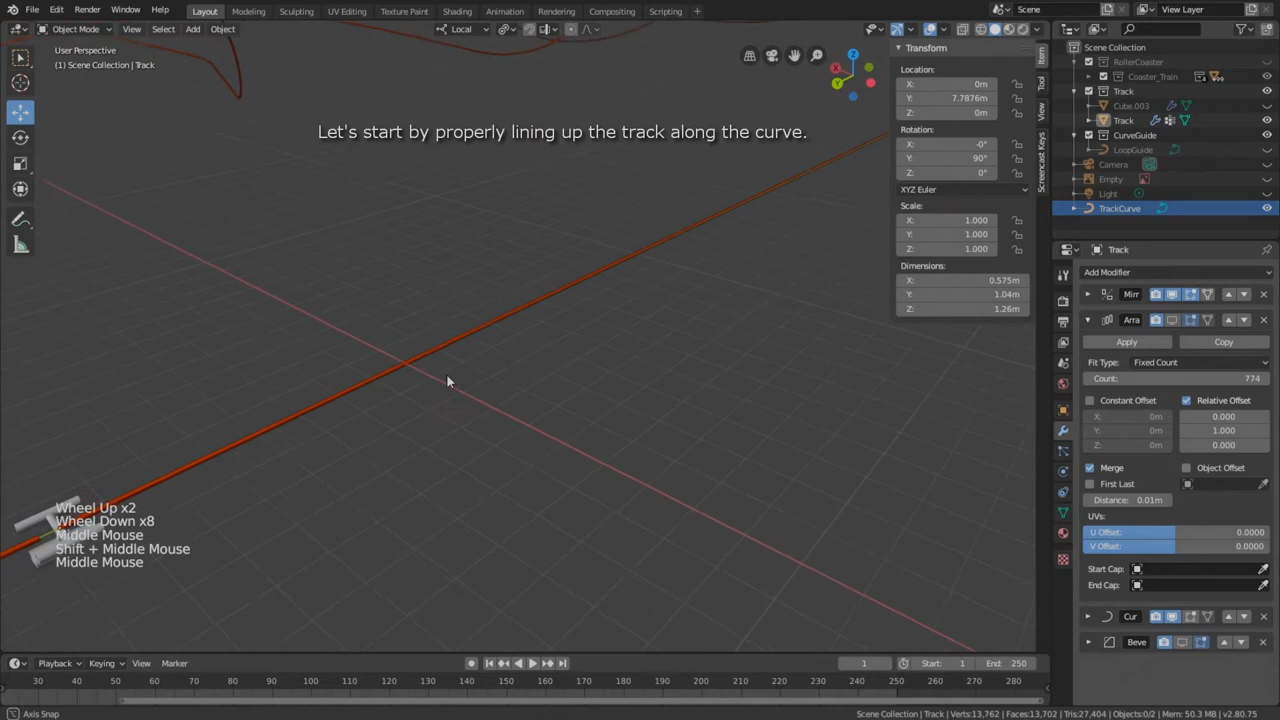 File Edit Render Window Help Layout Modeling Sculpting UV Editing Texture Paint Shading Animation Rendering Compositing Scripting + Scene View Layer
Object Mode View Select Add Object Local
User Perspective
(1) Scene Collection | Track
Let's start by properly lining up the track along the curve.
Z
X
Y
Transform
Location:
X: 0m
Y: 7.7876m
Z: 0m
Rotation:
X: -0°
Y: 90°
Z: 0°
XYZ Euler
Scale:
X: 1.000
Y: 1.000
Z: 1.000
Dimensions:
X: 0.575m
Y: 1.04m
Z: 1.26m
Item
Tool
View
Screencast Keys
Scene Collection
RollerCoaster
Coaster_Train
Track
Cube.003
Track
CurveGuide
LoopGuide
Camera
Empty
Light
TrackCurve
Track
Add Modifier
Mirr
Arra
Apply Copy
Fit Type: Fixed Count
Count: 774
Constant Offset Relative Offset
X: 0m 0.000
Y: 0m 1.000
Z: 0m 0.000
Merge Object Offset
First Last
Distance: 0.01m
UVs:
U Offset: 0.0000
V Offset: 0.0000
Start Cap:
End Cap:
Cur
Beve
Wheel Up x2
Wheel Down x8
Middle Mouse
Shift + Middle Mouse
Middle Mouse
Playback Keying View Marker 1 Start: 1 End: 250
30 40 50 60 70 80 90 100 110 120 130 140 150 160 170 180 190 200 210 220 230 240 250 260 270 280
Axis Snap Scene Collection | Track | Verts:13,762 | Faces:13,702 | Tris:27,404 | Objects:0/2 | Mem: 50.3 MB | v2.80.75